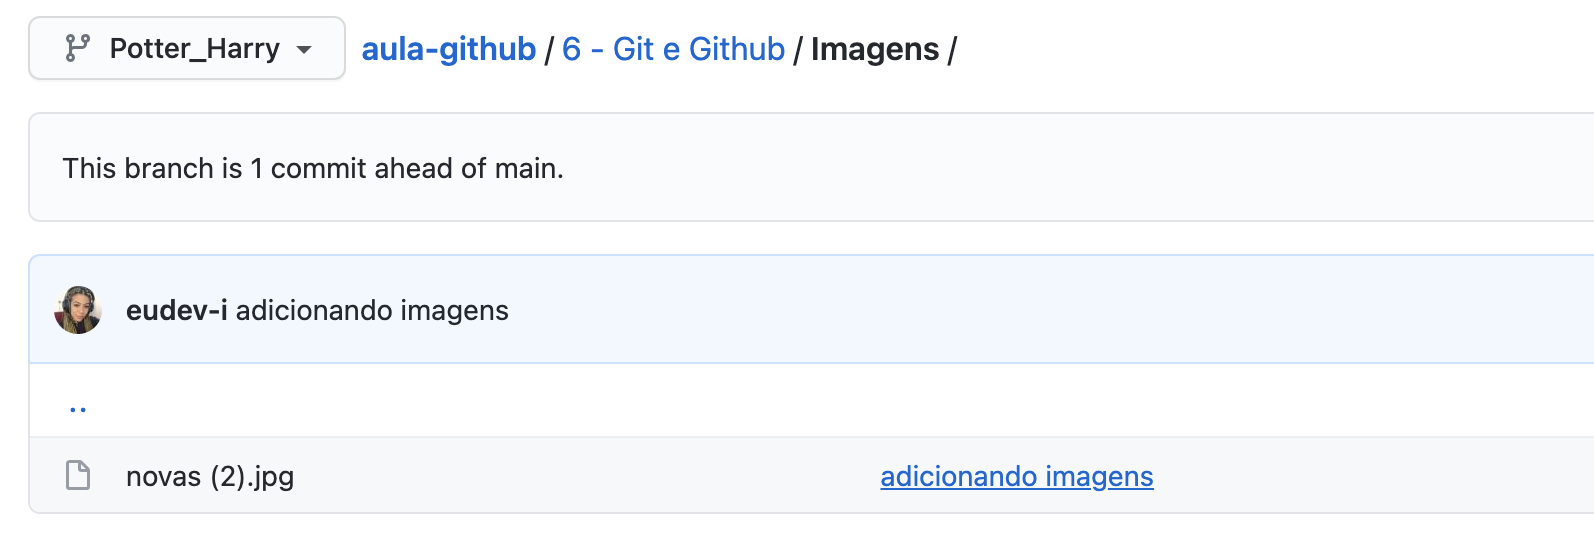 Potter_Harry aula-github / 6 - Git e Github / Imagens /
This branch is 1 commit ahead of main.
eudev-i adicionando imagens
..
novas (2).jpg adicionando imagens